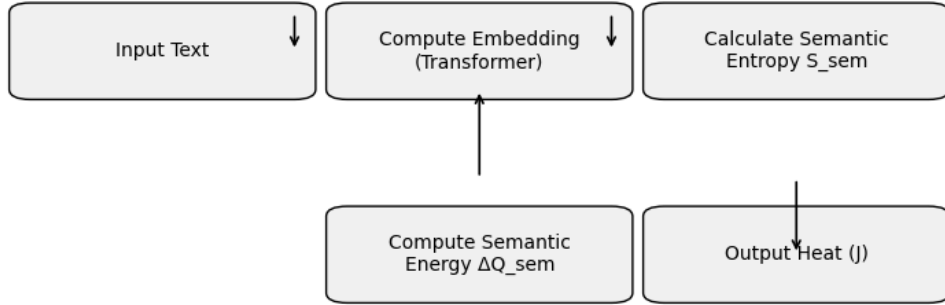 Input Text
Compute Embedding
(Transformer)
Calculate Semantic
Entropy S_sem
Compute Semantic
Energy ΔQ_sem
Output Heat (J)